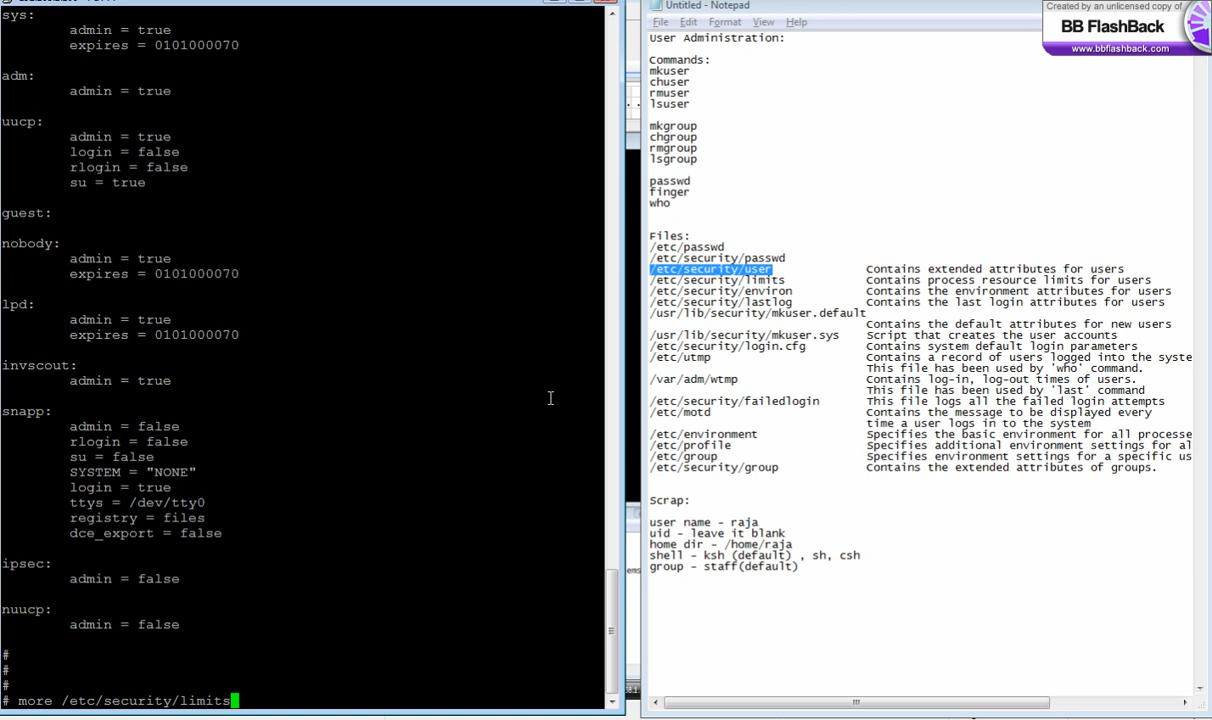 sys:
admin = true
expires = 0101000070
adm:
admin = true
uucp:
admin = true
login = false
rlogin = false
su = true
guest:
nobody:
admin = true
expires = 0101000070
lpd:
admin = true
expires = 0101000070
invscout:
admin = true
snapp:
admin = false
rlogin = false
su = false
SYSTEM = "NONE"
login = true
ttys = /dev/tty0
registry = files
dce_export = false
ipsec:
admin = false
nuucp:
admin = false
#
#
#
# more /etc/security/limits
Untitled - Notepad
File Edit Format View Help
User Administration:
Commands:
mkuser
chuser
rmuser
lsuser
mkgroup
chgroup
rmgroup
lsgroup
passwd
finger
who
Files:
/etc/passwd
/etc/security/passwd
/etc/security/user Contains extended attributes for users
/etc/security/limits Contains process resource limits for users
/etc/security/environ Contains the environment attributes for users
/etc/security/lastlog Contains the last login attributes for users
/usr/lib/security/mkuser.default
Contains the default attributes for new users
/usr/lib/security/mkuser.sys Script that creates the user accounts
/etc/security/login.cfg Contains system default login parameters
/etc/utmp Contains a record of users logged into the syste
This file has been used by 'who' command.
/var/adm/wtmp Contains log-in, log-out times of users.
This file has been used by 'last' command
/etc/security/failedlogin This file logs all the failed login attempts
/etc/motd Contains the message to be displayed every
time a user logs in to the system
/etc/environment Specifies the basic environment for all processe
/etc/profile Specifies additional environment settings for al
/etc/group Specifies environment settings for a specific us
/etc/security/group Contains the extended attributes of groups.
Scrap:
user name - raja
uid - leave it blank
home dir - /home/raja
shell - ksh (default) , sh, csh
group - staff(default)
Created by an unlicensed copy of
BB FlashBack
www.bbflashback.com